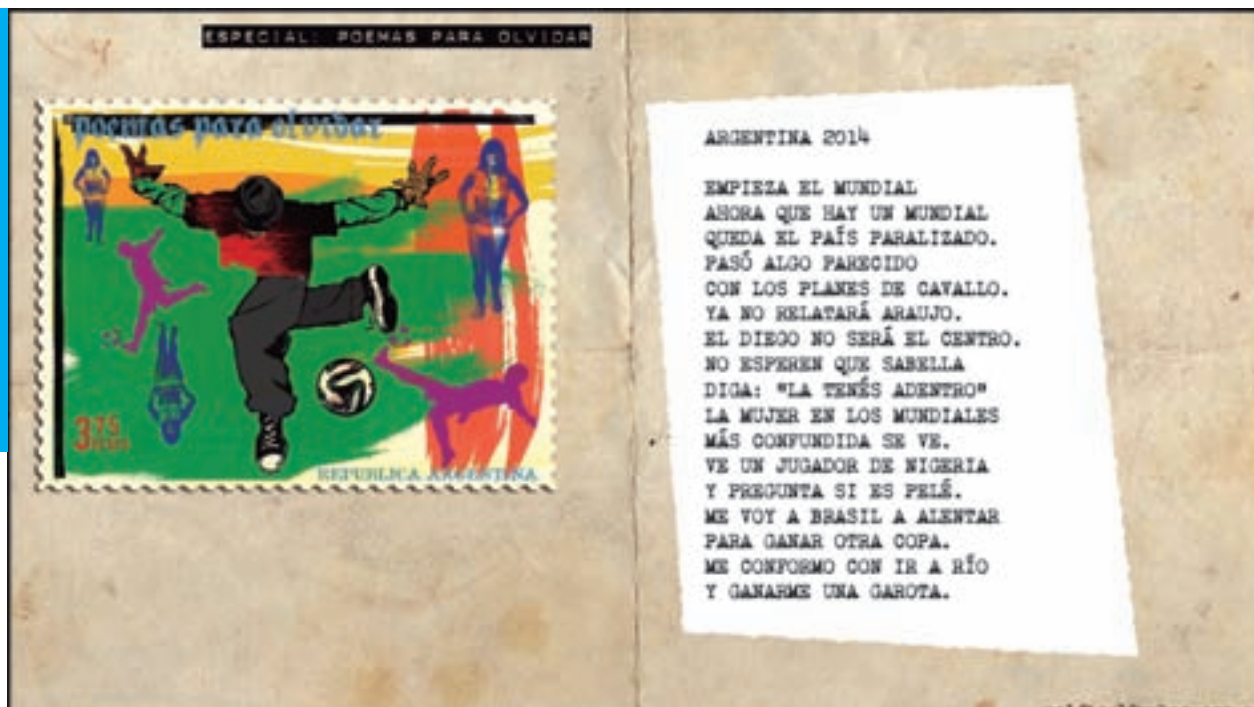 ESPECIAL: POEMAS PARA OLVIDAR
poemas para olvidar
3,75
REPUBLICA ARGENTINA
ARGENTINA 2014
EMPIEZA EL MUNDIAL
AHORA QUE HAY UN MUNDIAL
QUEDA EL PAÍS PARALIZADO.
PASÓ ALGO PARECIDO
CON LOS PLANES DE CAVALLO.
YA NO RELATARÁ ARAUJO.
EL DIEGO NO SERÁ EL CENTRO.
NO ESPEREN QUE SABELLA
DIGA: "LA TENÉS ADENTRO"
LA MUJER EN LOS MUNDIALES
MÁS CONFUNDIDA SE VE.
VE UN JUGADOR DE NIGERIA
Y PREGUNTA SI ES PELÉ.
ME VOY A BRASIL A ALENTAR
PARA GANAR OTRA COPA.
ME CONFORMO CON IR A RÍO
Y GANARME UNA GAROTA.